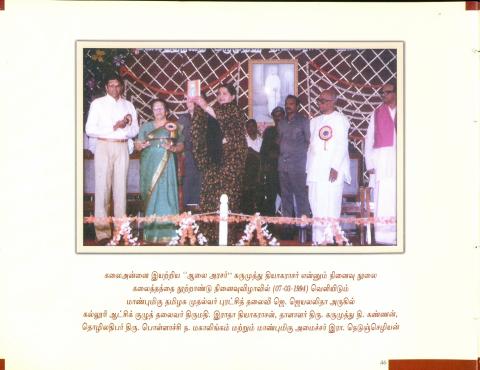 கலைஅன்னை இயற்றிய "ஆலை அரசர்" கருமுத்து தியாகராசர் என்னும் நினைவு நூலை
கலைத்தந்தை நூற்றாண்டு நினைவுவிழாவில் (07-03-1994) வெளியிடும்
மாண்புமிகு தமிழக முதல்வர் புரட்சித் தலைவி ஜெ. ஜெயலலிதா அருகில்
கல்லூரி ஆட்சிக் குழுத் தலைவர் திருமதி. இராதா தியாகராசன், தாளாளர் திரு. கருமுத்து தி. கண்ணன்,
தொழிலதிபர் திரு. பொள்ளாச்சி ந. மகாலிங்கம் மற்றும் மாண்புமிகு அமைச்சர் இரா. நெடுஞ்செழியன்